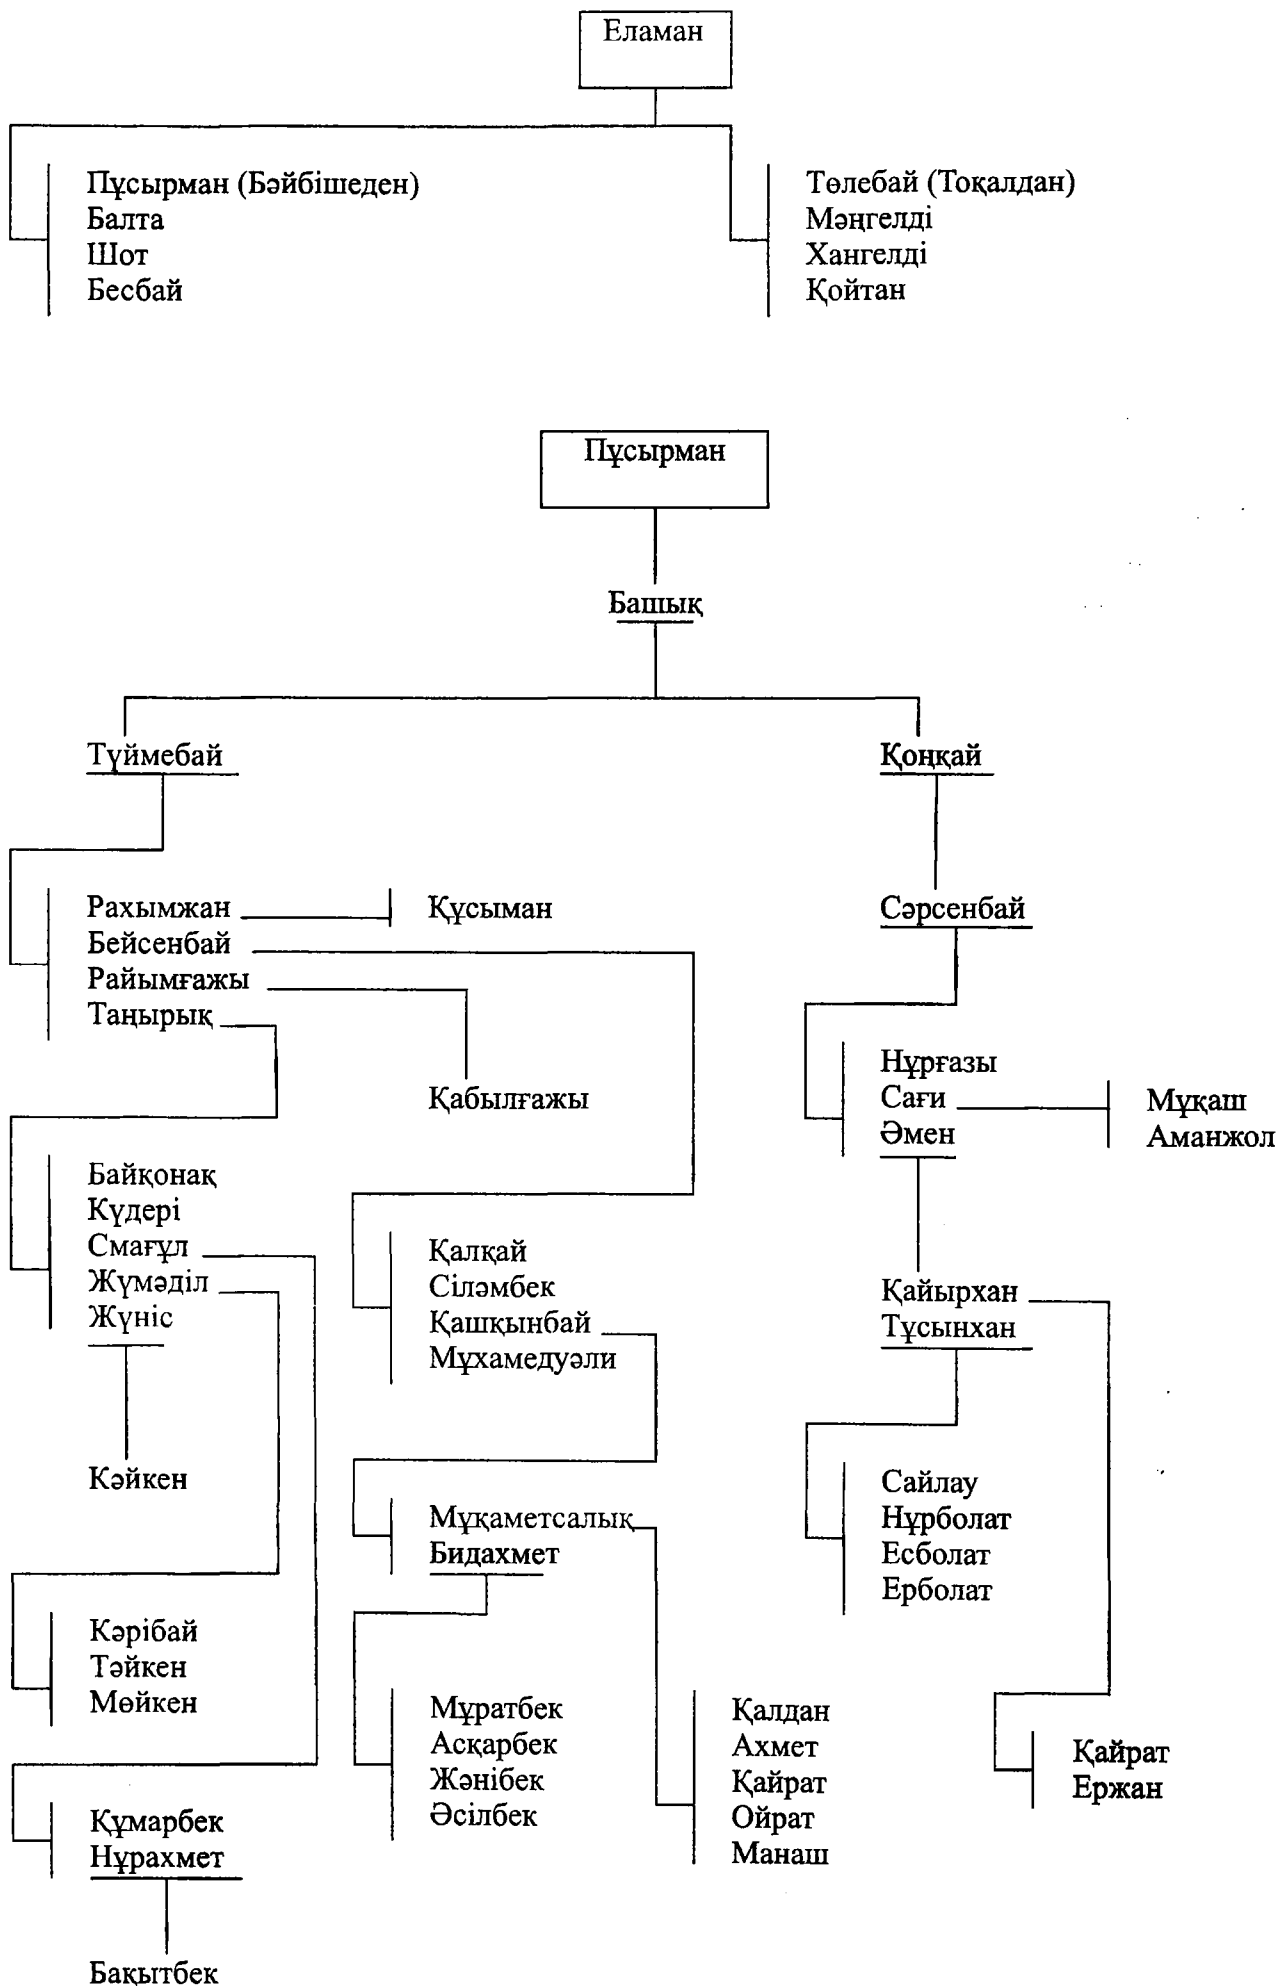 Еламан
Пұсырман (Бәйбішеден)
Балта
Шот
Бесбай
Төлебай (Тоқалдан)
Мәңгелді
Хангелді
Қойтан
Пұсырман
Башық
Түймебай
Қоңқай
Рахымжан
Бейсенбай
Райымғажы
Таңырық
Құсыман
Сәрсенбай
Қабылғажы
Нұрғазы
Сағи
Әмен
Мұқаш
Аманжол
Байқонақ
Күдері
Смағұл
Жүмәділ
Жүніс
Қалқай
Сіләмбек
Қашқынбай
Мұхамедуәли
Қайырхан
Тұсынхан
Кәйкен
Мұқаметсалық
Бидахмет
Сайлау
Нұрболат
Есболат
Ерболат
Кәрібай
Тәйкен
Мөйкен
Мұратбек
Асқарбек
Жәнібек
Әсілбек
Қалдан
Ахмет
Қайрат
Ойрат
Манаш
Қайрат
Ержан
Құмарбек
Нұрахмет
Бақытбек